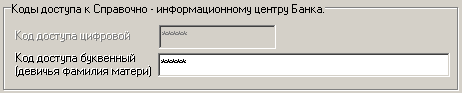 Коды доступа к Справочно - информационному центру Банка.
Код доступа цифровой
*****
Код доступа буквенный
*****
(девичья фамилия матери)